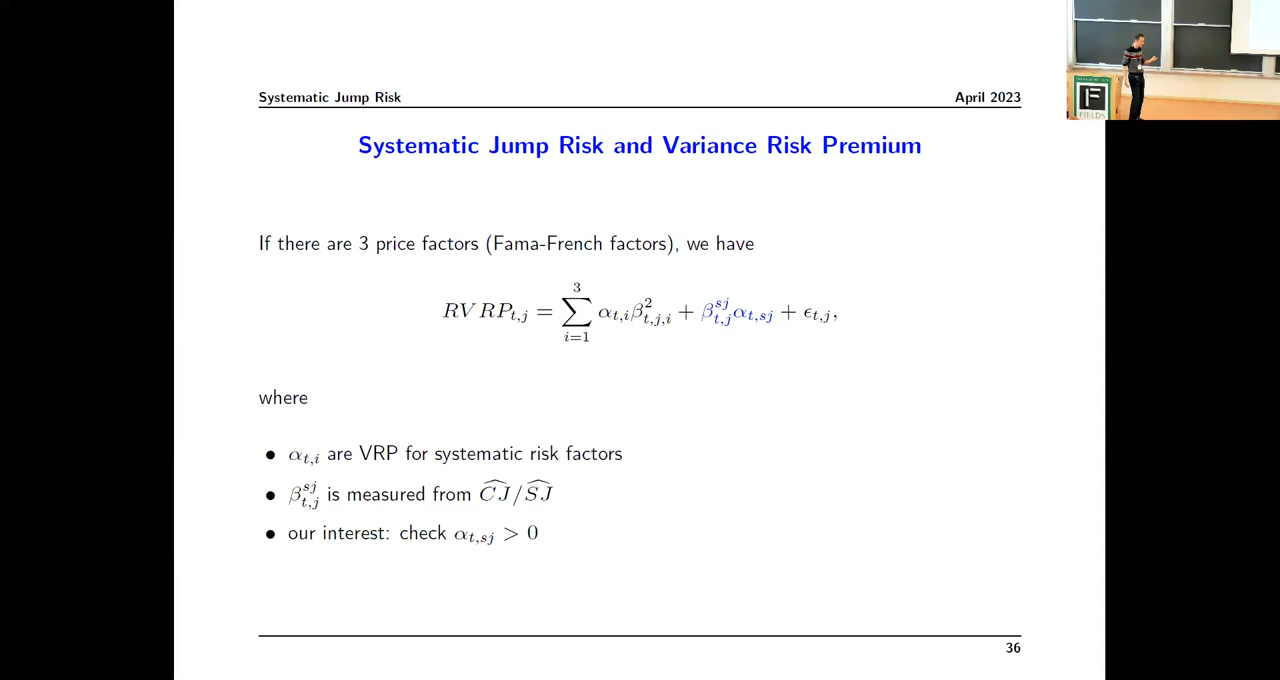 Systematic Jump Risk April 2023
Systematic Jump Risk and Variance Risk Premium
If there are 3 price factors (Fama-French factors), we have
$RVRP_{t,j} = \sum_{i=1}^{3} \alpha_{t,i}\beta_{t,j,i}^{2} + \beta_{t,j}^{sj}\alpha_{t,sj} + \epsilon_{t,j},$
where
• $\alpha_{t,i}$ are VRP for systematic risk factors
• $\beta_{t,j}^{sj}$ is measured from $\widehat{CJ}/\widehat{SJ}$
• our interest: check $\alpha_{t,sj} > 0$
36
F
FIELDS